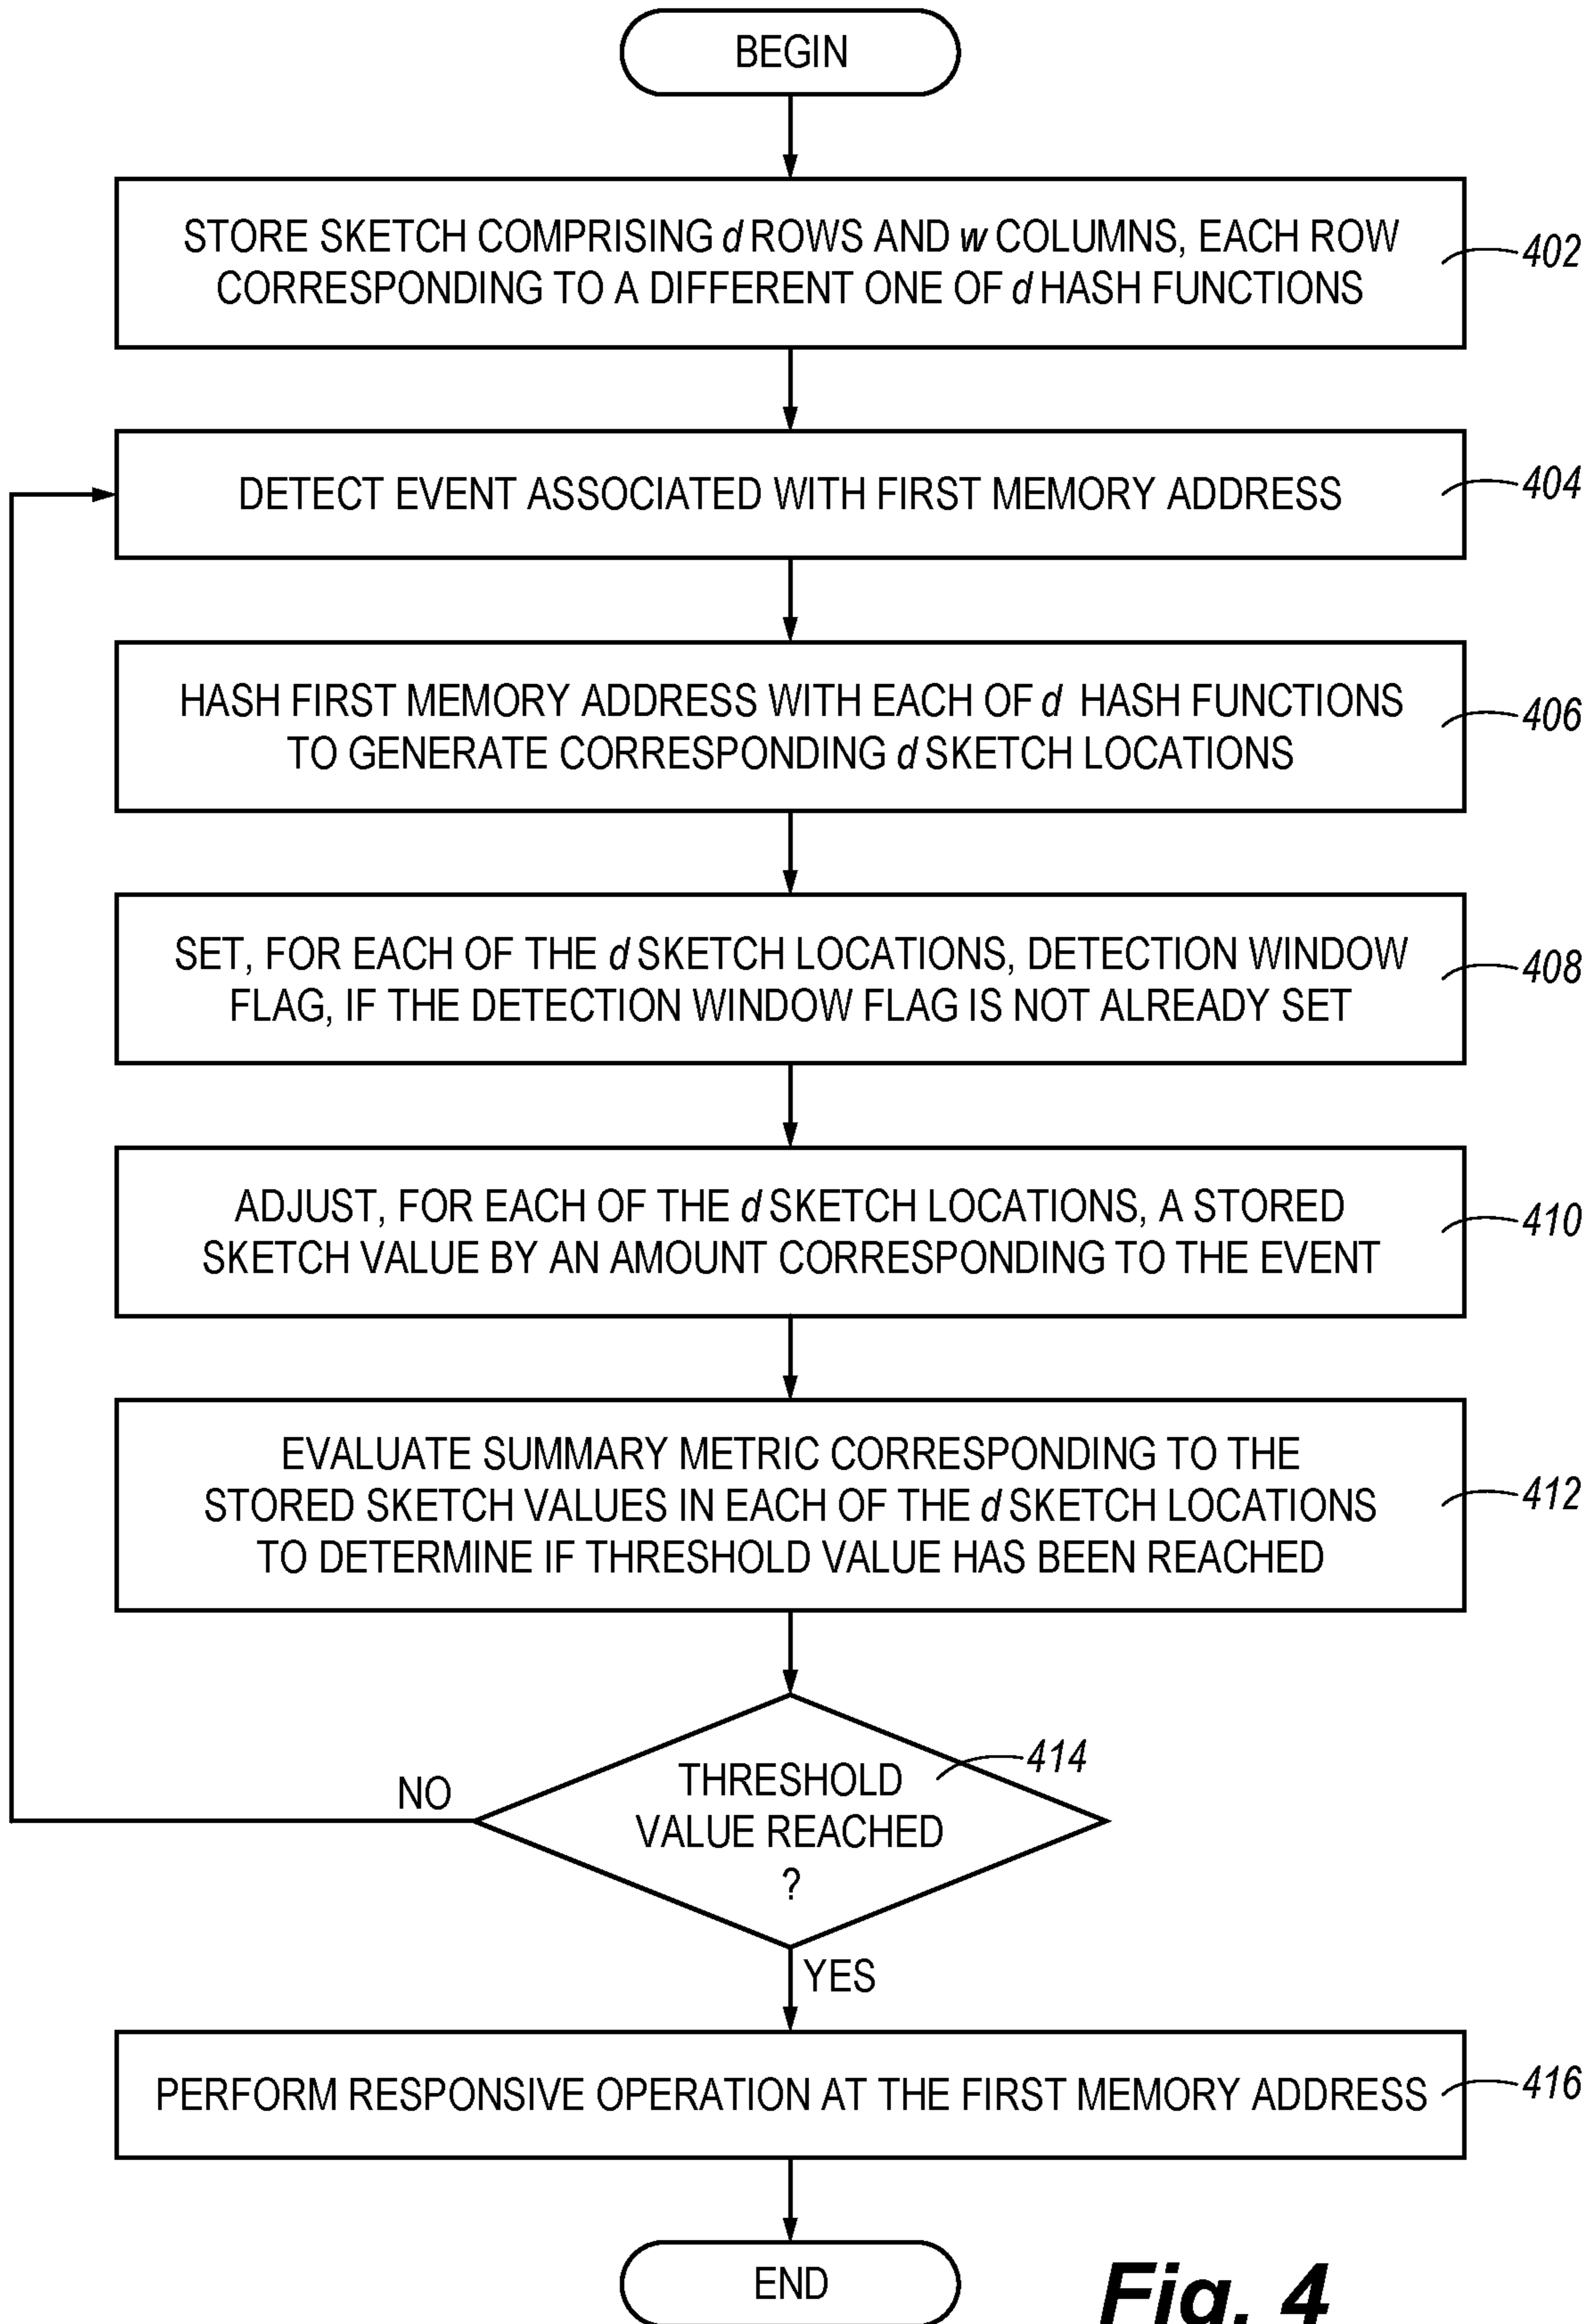 BEGIN
STORE SKETCH COMPRISING d ROWS AND w COLUMNS, EACH ROW
CORRESPONDING TO A DIFFERENT ONE OF d HASH FUNCTIONS
402
DETECT EVENT ASSOCIATED WITH FIRST MEMORY ADDRESS
404
HASH FIRST MEMORY ADDRESS WITH EACH OF d HASH FUNCTIONS
TO GENERATE CORRESPONDING d SKETCH LOCATIONS
406
SET, FOR EACH OF THE d SKETCH LOCATIONS, DETECTION WINDOW
FLAG, IF THE DETECTION WINDOW FLAG IS NOT ALREADY SET
408
ADJUST, FOR EACH OF THE d SKETCH LOCATIONS, A STORED
SKETCH VALUE BY AN AMOUNT CORRESPONDING TO THE EVENT
410
EVALUATE SUMMARY METRIC CORRESPONDING TO THE
STORED SKETCH VALUES IN EACH OF THE d SKETCH LOCATIONS
TO DETERMINE IF THRESHOLD VALUE HAS BEEN REACHED
412
THRESHOLD
VALUE REACHED
?
414
NO
YES
PERFORM RESPONSIVE OPERATION AT THE FIRST MEMORY ADDRESS
416
END
Fig. 4